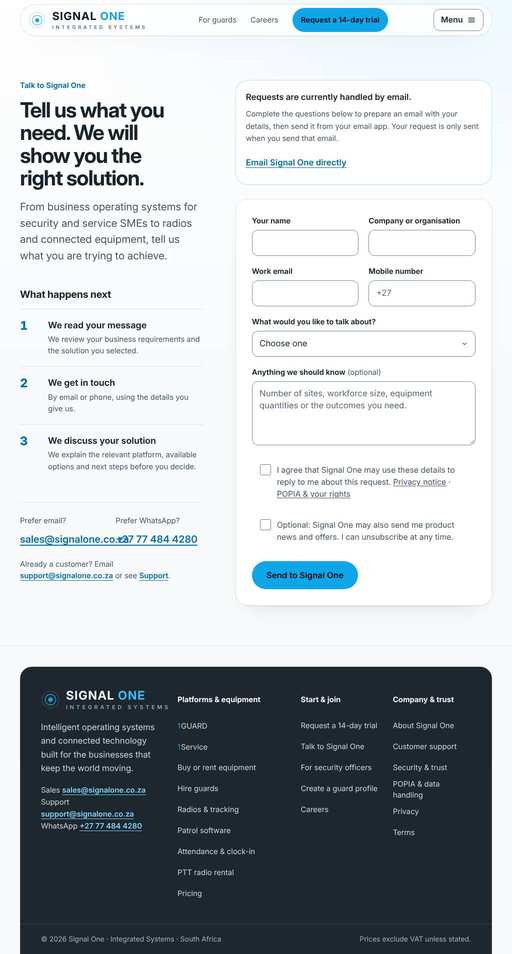 SIGNAL ONE
INTEGRATED SYSTEMS
For guards
Careers
Request a 14-day trial
Menu
Talk to Signal One
Tell us what you
need. We will
show you the
right solution.
From business operating systems for
security and service SMEs to radios
and connected equipment, tell us
what you are trying to achieve.
What happens next
1
We read your message
We review your business requirements and
the solution you selected.
2
We get in touch
By email or phone, using the details you
give us.
3
We discuss your solution
We explain the relevant platform, available
options and next steps before you decide.
Prefer email?
sales@signalone.co.za
Prefer WhatsApp?
+27 77 484 4280
Already a customer? Email
support@signalone.co.za or see Support.
Requests are currently handled by email.
Complete the questions below to prepare an email with your
details, then send it from your email app. Your request is only sent
when you send that email.
Email Signal One directly
Your name
Company or organisation
Work email
Mobile number
+27
What would you like to talk about?
Choose one
Anything we should know (optional)
Number of sites, workforce size, equipment
quantities or the outcomes you need.
I agree that Signal One may use these details to
reply to me about this request. Privacy notice ·
POPIA & your rights
Optional: Signal One may also send me product
news and offers. I can unsubscribe at any time.
Send to Signal One
SIGNAL ONE
INTEGRATED SYSTEMS
Intelligent operating systems
and connected technology
built for the businesses that
keep the world moving.
Sales sales@signalone.co.za
Support
support@signalone.co.za
WhatsApp +27 77 484 4280
Platforms & equipment
1GUARD
1Service
Buy or rent equipment
Hire guards
Radios & tracking
Patrol software
Attendance & clock-in
PTT radio rental
Pricing
Start & join
Request a 14-day trial
Talk to Signal One
For security officers
Create a guard profile
Careers
Company & trust
About Signal One
Customer support
Security & trust
POPIA & data
handling
Privacy
Terms
© 2026 Signal One · Integrated Systems · South Africa
Prices exclude VAT unless stated.